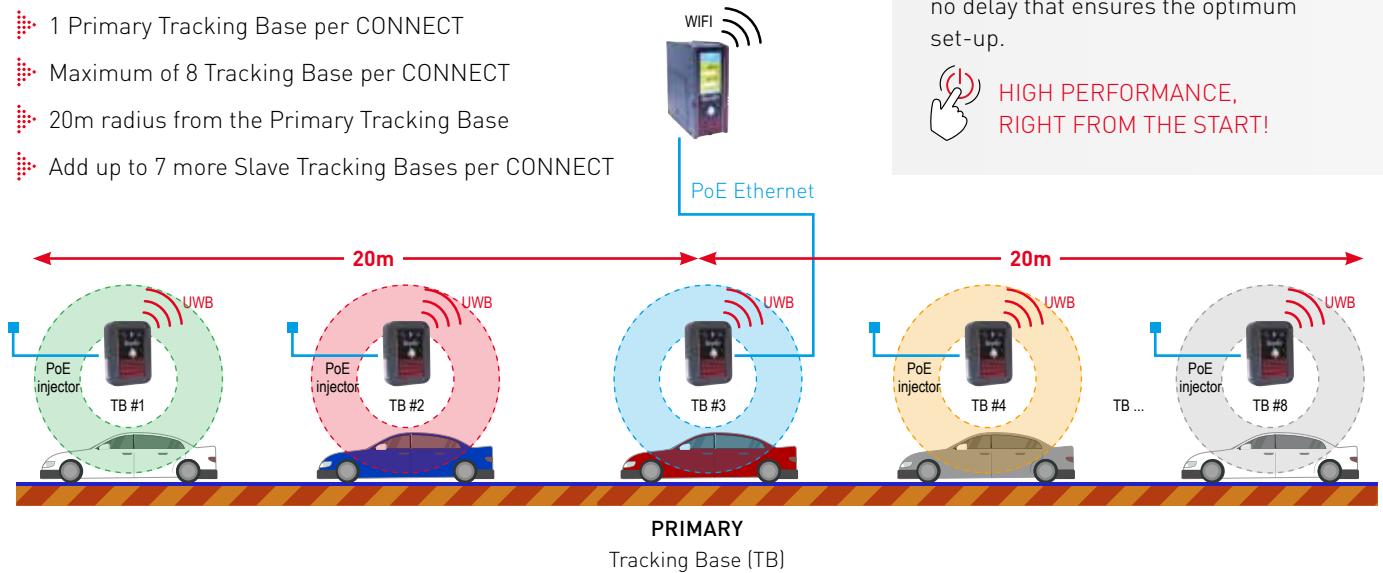 1 Primary Tracking Base per CONNECT
Maximum of 8 Tracking Base per CONNECT
20m radius from the Primary Tracking Base
Add up to 7 more Slave Tracking Bases per CONNECT
WIFI
no delay that ensures the optimum
set-up.
HIGH PERFORMANCE,
RIGHT FROM THE START!
PoE Ethernet
20m
20m
UWB
UWB
UWB
UWB
UWB
PoE
injector
TB #1
PoE
injector
TB #2
TB #3
PoE
injector
TB #4
TB ...
PoE
injector
TB #8
PRIMARY
Tracking Base (TB)